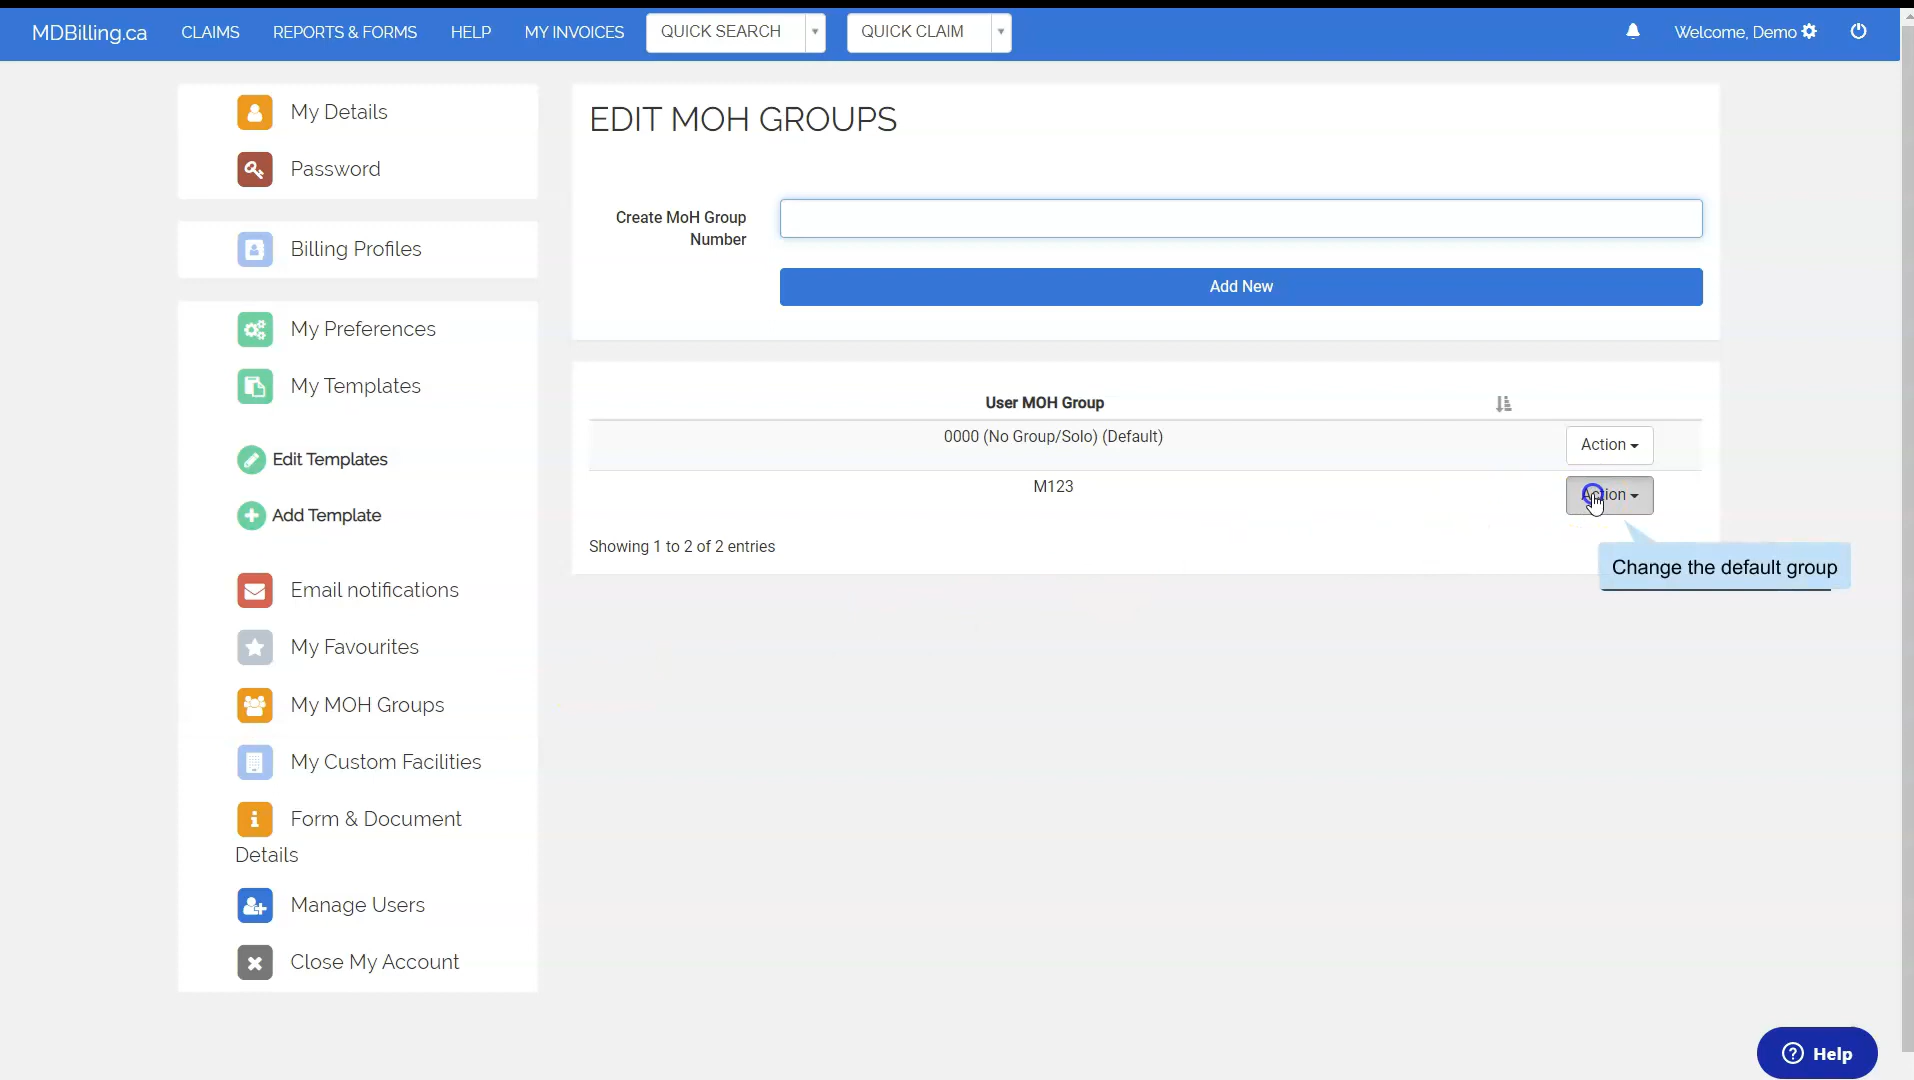 MDBilling.ca CLAIMS REPORTS & FORMS HELP MY INVOICES QUICK SEARCH QUICK CLAIM Welcome, Demo
My Details
Password
Billing Profiles
My Preferences
My Templates
Edit Templates
Add Template
Email notifications
My Favourites
My MOH Groups
My Custom Facilities
Form & Document
Details
Manage Users
Close My Account
EDIT MOH GROUPS
Create MoH Group
Number
Add New
User MOH Group
0000 (No Group/Solo) (Default) Action
M123 Action
Showing 1 to 2 of 2 entries
Change the default group
Help